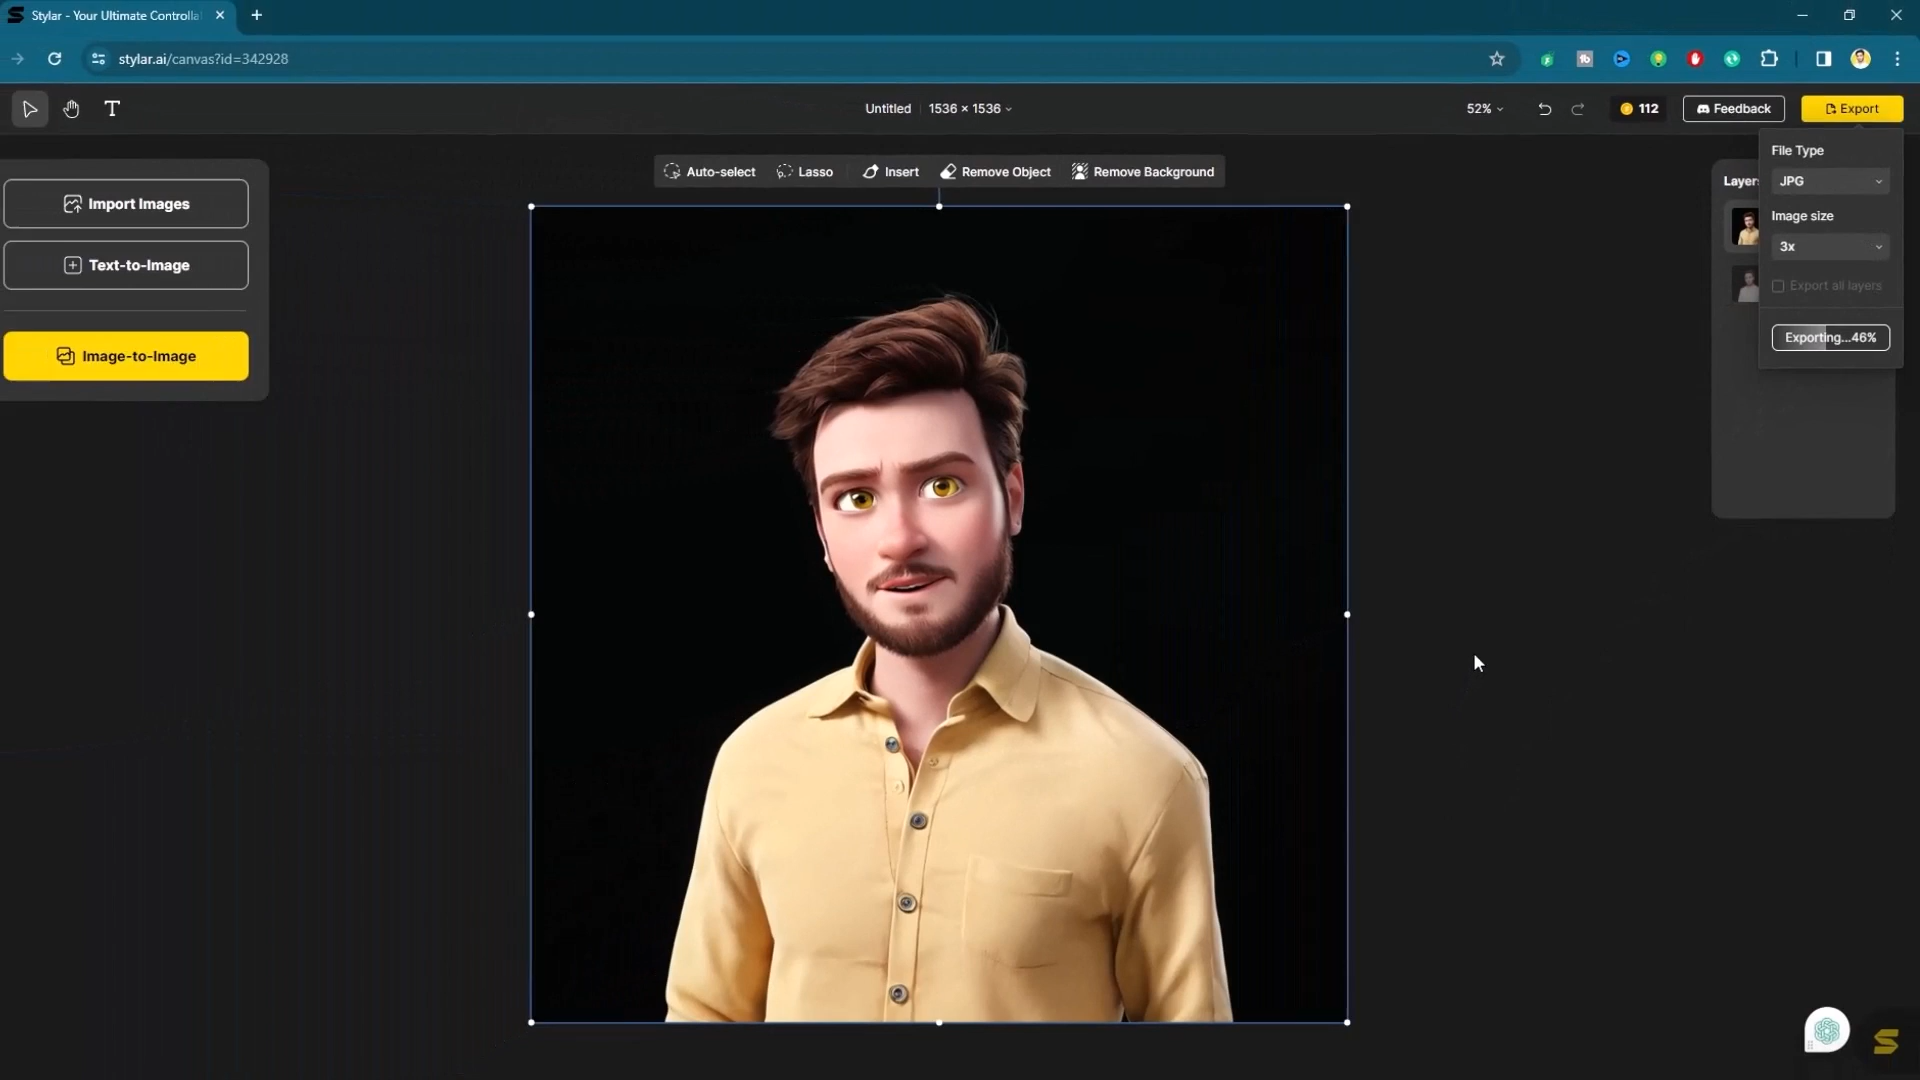 Stylar - Your Ultimate Controlla
stylar.ai/canvas?id=342928
T
Untitled 1536 × 1536
52%
112
Feedback
Export
Auto-select
Lasso
Insert
Remove Object
Remove Background
Import Images
Text-to-Image
Image-to-Image
Layers
File Type
JPG
Image size
3x
Export all layers
Exporting...46%